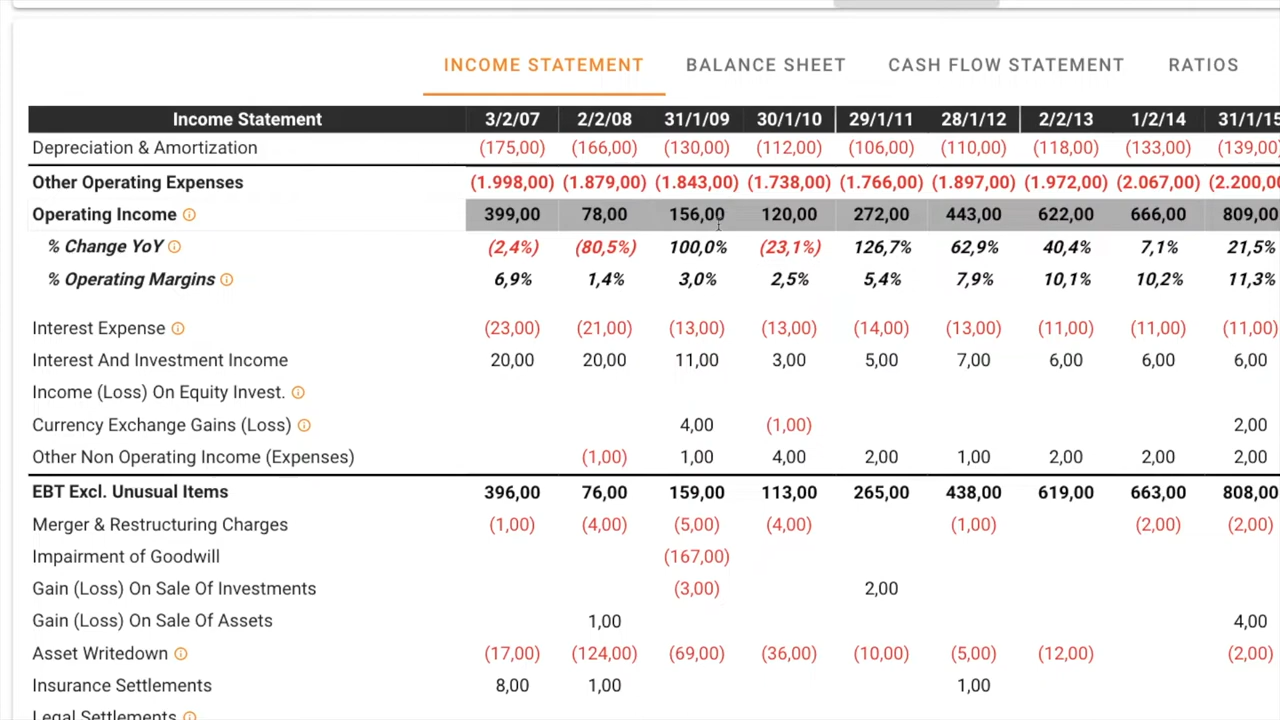 INCOME STATEMENT BALANCE SHEET CASH FLOW STATEMENT RATIOS
Income Statement 3/2/07 2/2/08 31/1/09 30/1/10 29/1/11 28/1/12 2/2/13 1/2/14 31/1/15
Depreciation & Amortization (175,00) (166,00) (130,00) (112,00) (106,00) (110,00) (118,00) (133,00) (139,00)
Other Operating Expenses (1.998,00) (1.879,00) (1.843,00) (1.738,00) (1.766,00) (1.897,00) (1.972,00) (2.067,00) (2.200,00)
Operating Income 399,00 78,00 156,00 120,00 272,00 443,00 622,00 666,00 809,00
% Change YoY (2,4%) (80,5%) 100,0% (23,1%) 126,7% 62,9% 40,4% 7,1% 21,5%
% Operating Margins 6,9% 1,4% 3,0% 2,5% 5,4% 7,9% 10,1% 10,2% 11,3%
Interest Expense (23,00) (21,00) (13,00) (13,00) (14,00) (13,00) (11,00) (11,00) (11,00)
Interest And Investment Income 20,00 20,00 11,00 3,00 5,00 7,00 6,00 6,00 6,00
Income (Loss) On Equity Invest.
Currency Exchange Gains (Loss) 4,00 (1,00) 2,00
Other Non Operating Income (Expenses) (1,00) 1,00 4,00 2,00 1,00 2,00 2,00 2,00
EBT Excl. Unusual Items 396,00 76,00 159,00 113,00 265,00 438,00 619,00 663,00 808,00
Merger & Restructuring Charges (1,00) (4,00) (5,00) (4,00) (1,00) (2,00) (2,00)
Impairment of Goodwill (167,00)
Gain (Loss) On Sale Of Investments (3,00) 2,00
Gain (Loss) On Sale Of Assets 1,00 4,00
Asset Writedown (17,00) (124,00) (69,00) (36,00) (10,00) (5,00) (12,00) (2,00)
Insurance Settlements 8,00 1,00 1,00
Legal Settlements